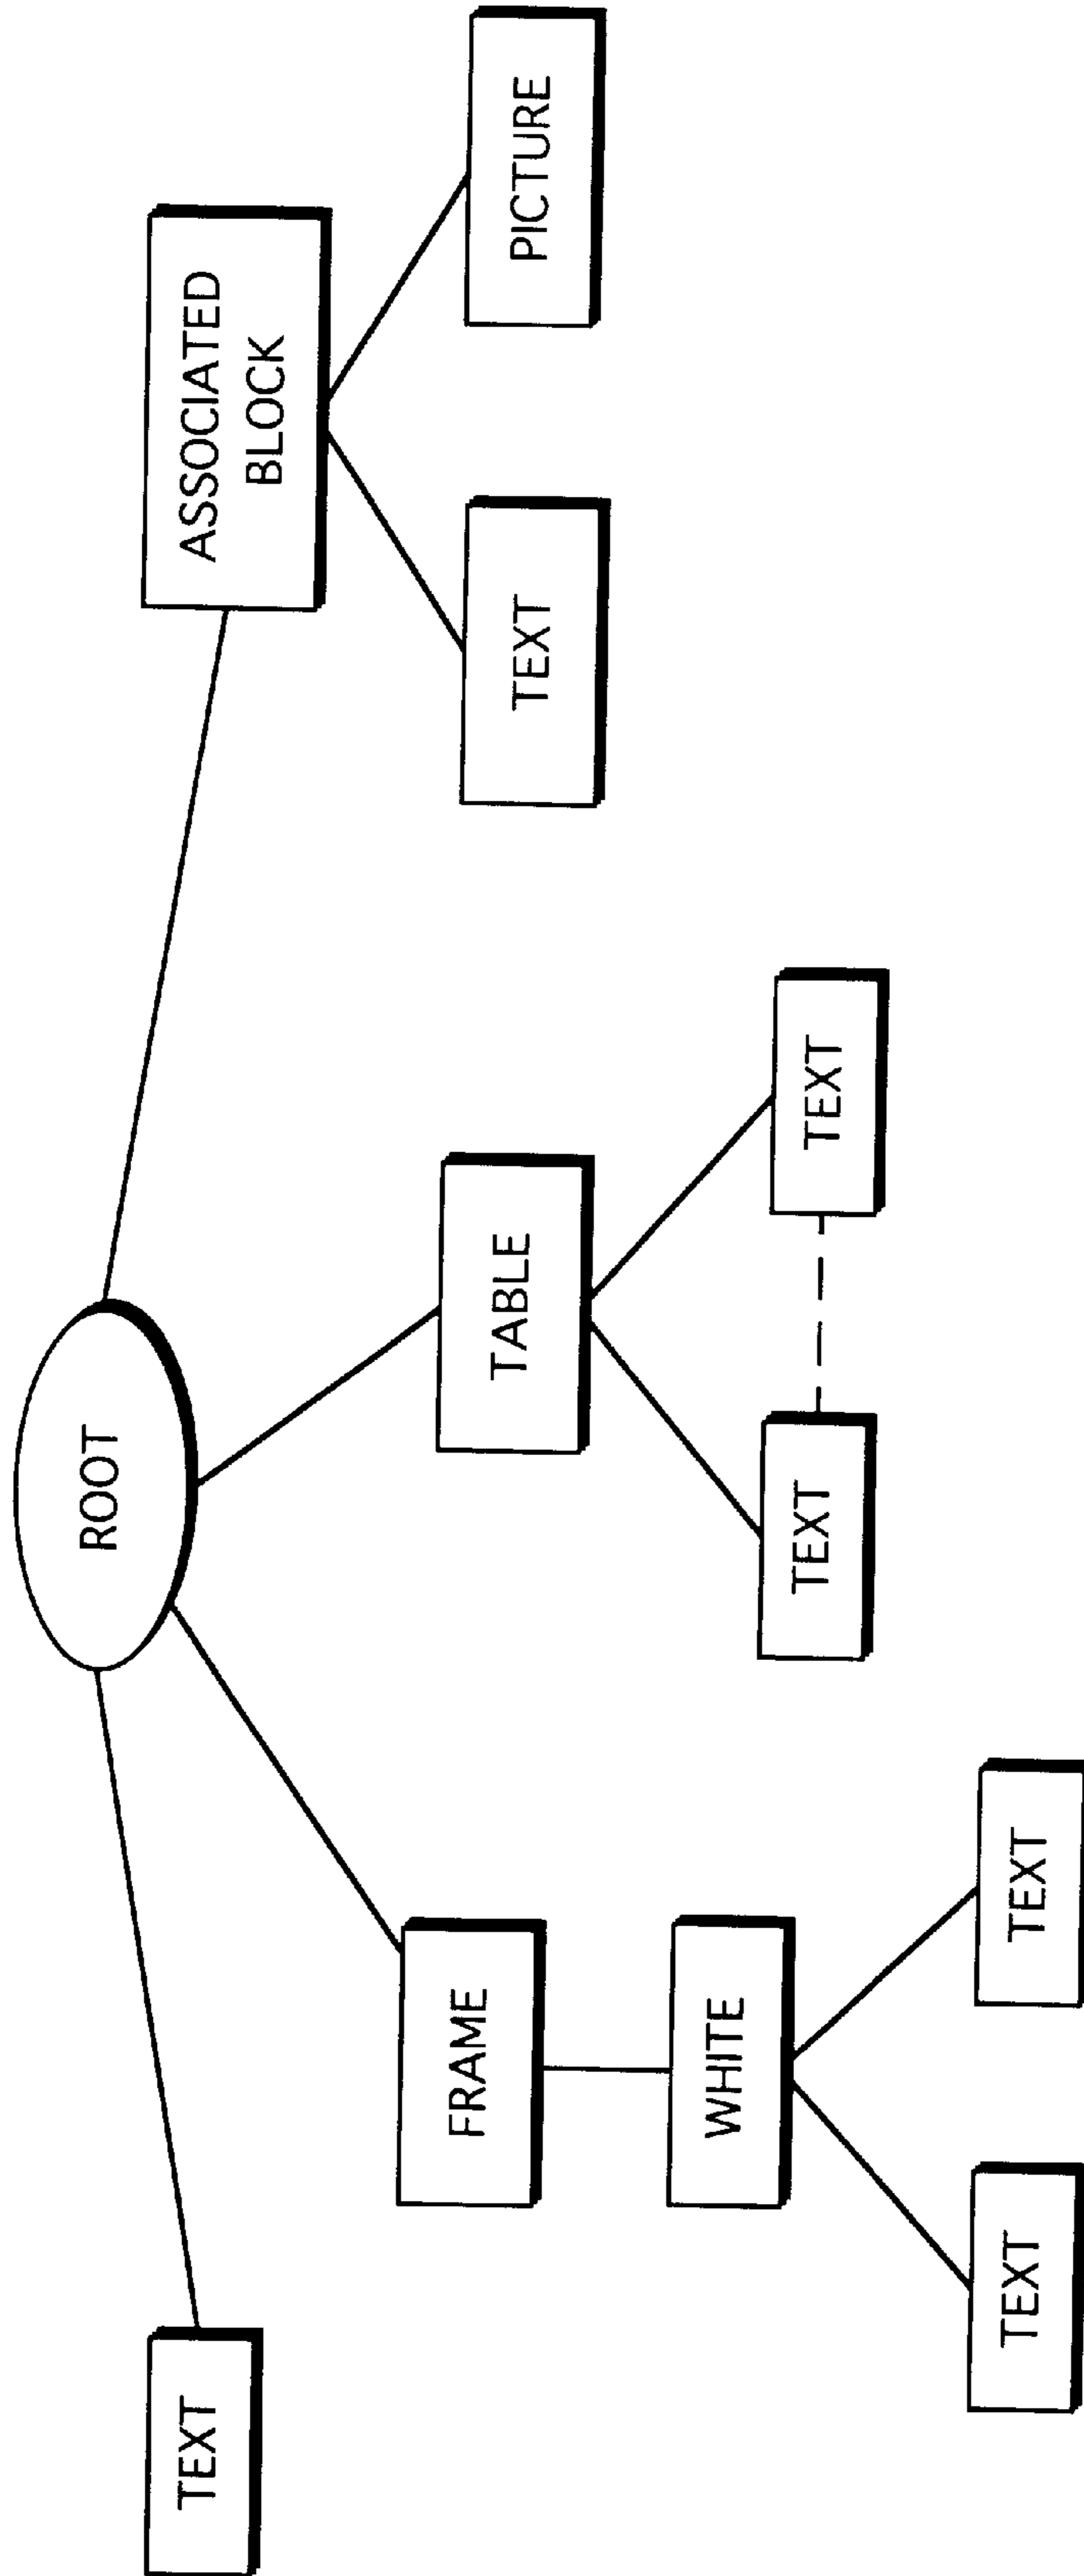 ROOT
TEXT
FRAME
TABLE
ASSOCIATED
BLOCK
WHITE
TEXT
TEXT
TEXT
TEXT
TEXT
PICTURE